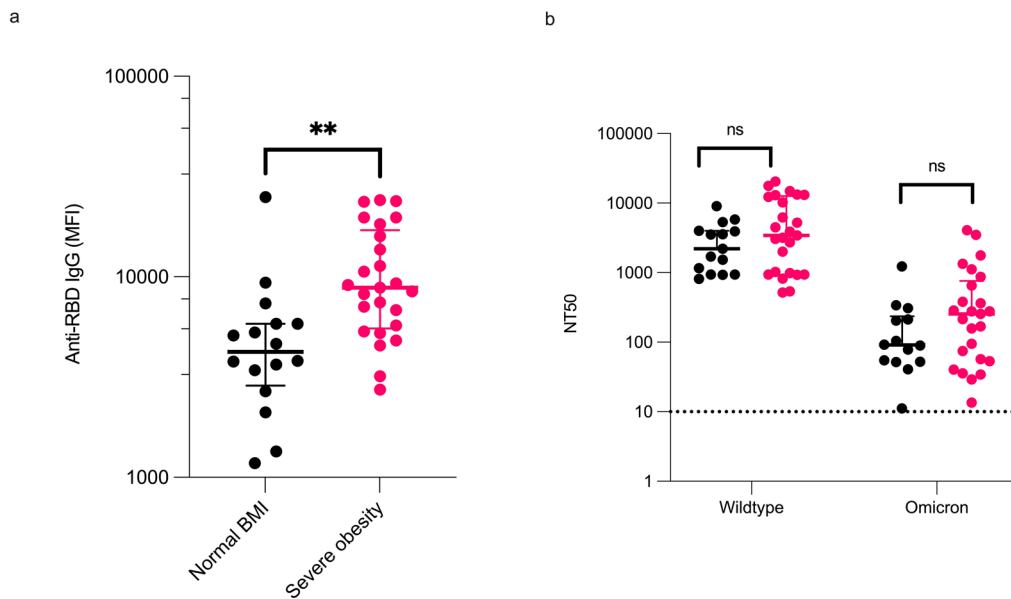 a
Anti-RBD IgG (MFI)
100000
10000
1000
**
Normal BMI
Severe obesity
b
NT50
100000
10000
1000
100
10
1
ns
ns
Wildtype
Omicron